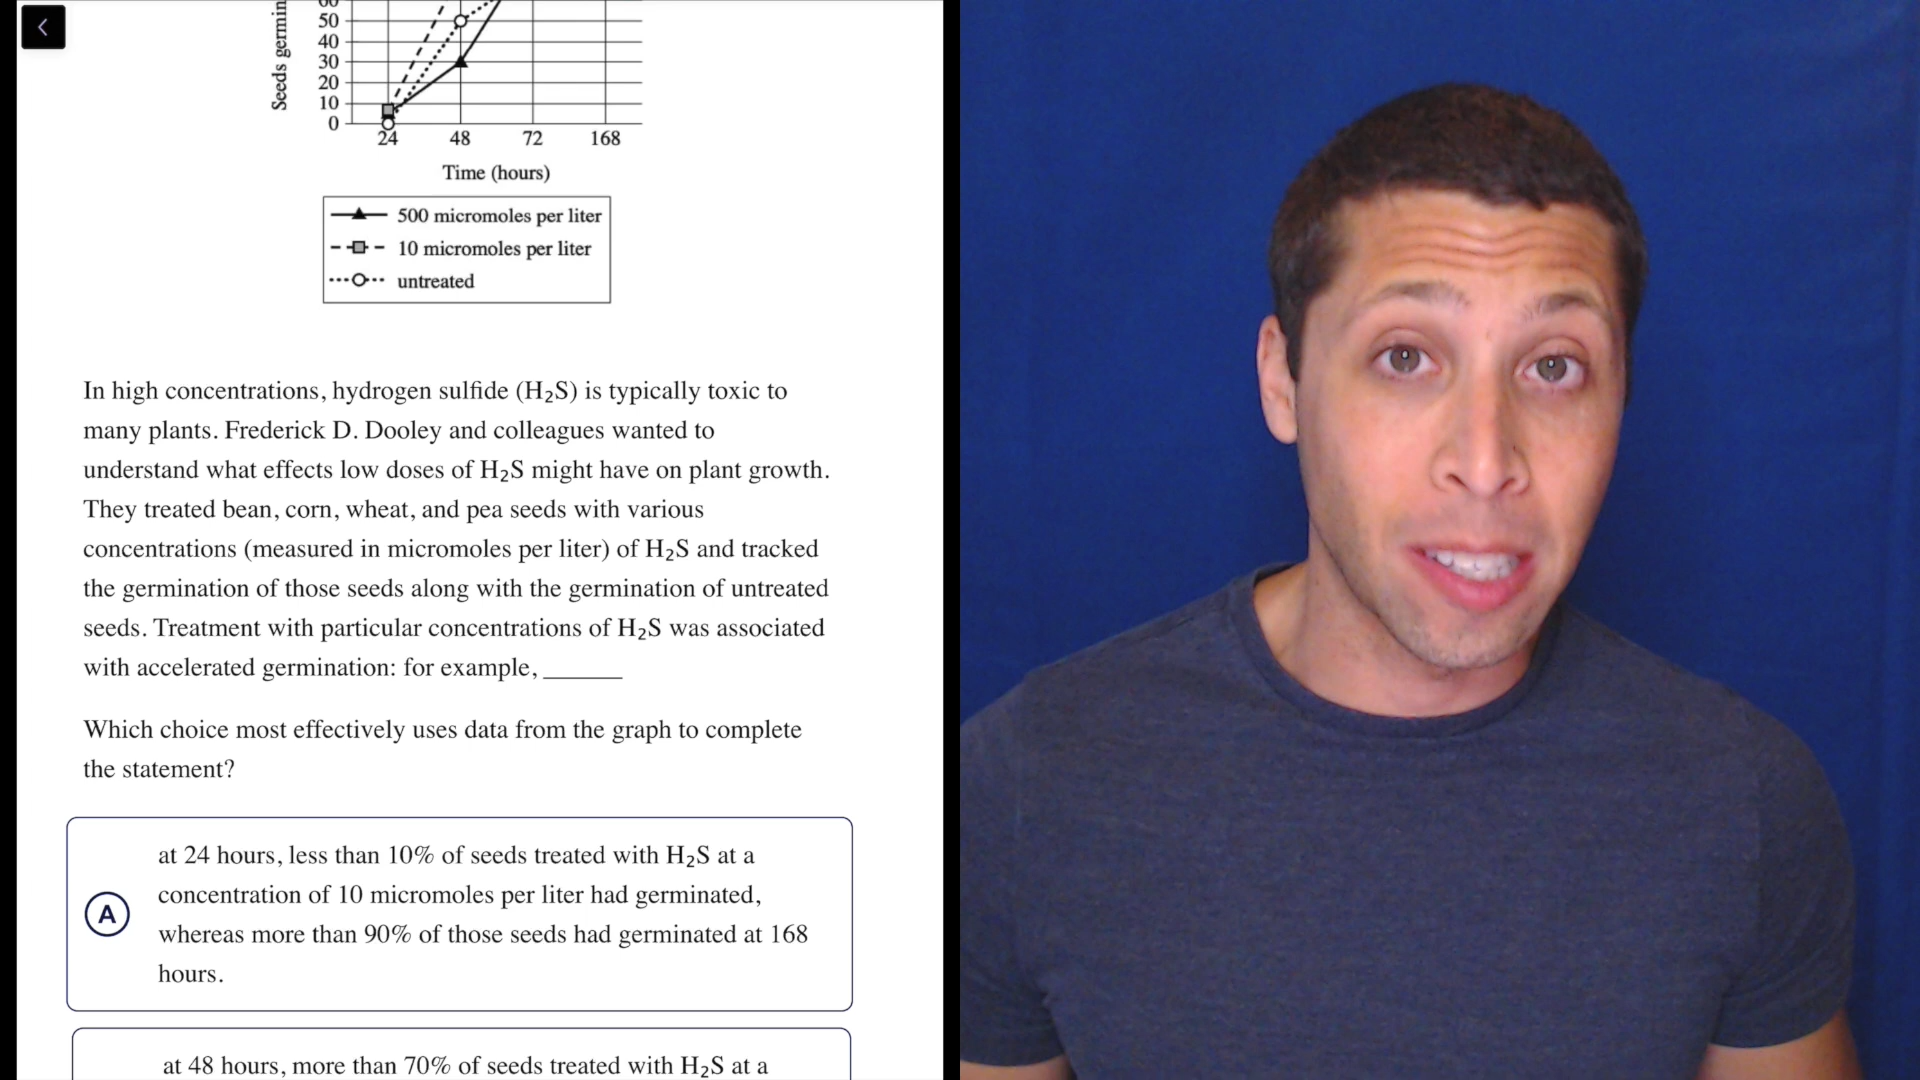 Seeds germin
60
50
40
30
20
10
0
24 48 72 168
Time (hours)
500 micromoles per liter
10 micromoles per liter
untreated
In high concentrations, hydrogen sulfide (H₂S) is typically toxic to
many plants. Frederick D. Dooley and colleagues wanted to
understand what effects low doses of H₂S might have on plant growth.
They treated bean, corn, wheat, and pea seeds with various
concentrations (measured in micromoles per liter) of H₂S and tracked
the germination of those seeds along with the germination of untreated
seeds. Treatment with particular concentrations of H₂S was associated
with accelerated germination: for example, ______
Which choice most effectively uses data from the graph to complete
the statement?
A
at 24 hours, less than 10% of seeds treated with H₂S at a
concentration of 10 micromoles per liter had germinated,
whereas more than 90% of those seeds had germinated at 168
hours.
at 48 hours, more than 70% of seeds treated with H₂S at a